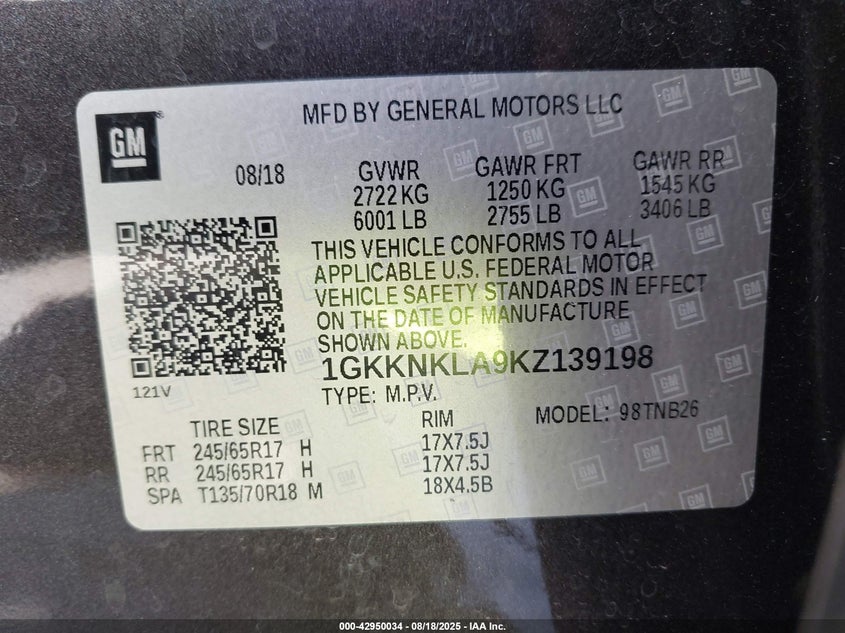 GM
MFD BY GENERAL MOTORS LLC
08/18
GVWR GAWR FRT GAWR RR
2722 KG 1250 KG 1545 KG
6001 LB 2755 LB 3406 LB
THIS VEHICLE CONFORMS TO ALL
APPLICABLE U.S. FEDERAL MOTOR
VEHICLE SAFETY STANDARDS IN EFFECT
ON THE DATE OF MANUFACTURE
SHOWN ABOVE.
1GKKNKLA9KZ139198
121V
TYPE: M.P.V.
MODEL: 98TNB26
TIRE SIZE RIM
FRT 245/65R17 H 17X7.5J
RR 245/65R17 H 17X7.5J
SPA T135/70R18 M 18X4.5B
000-42950034 - 08/18/2025 - IAA Inc.